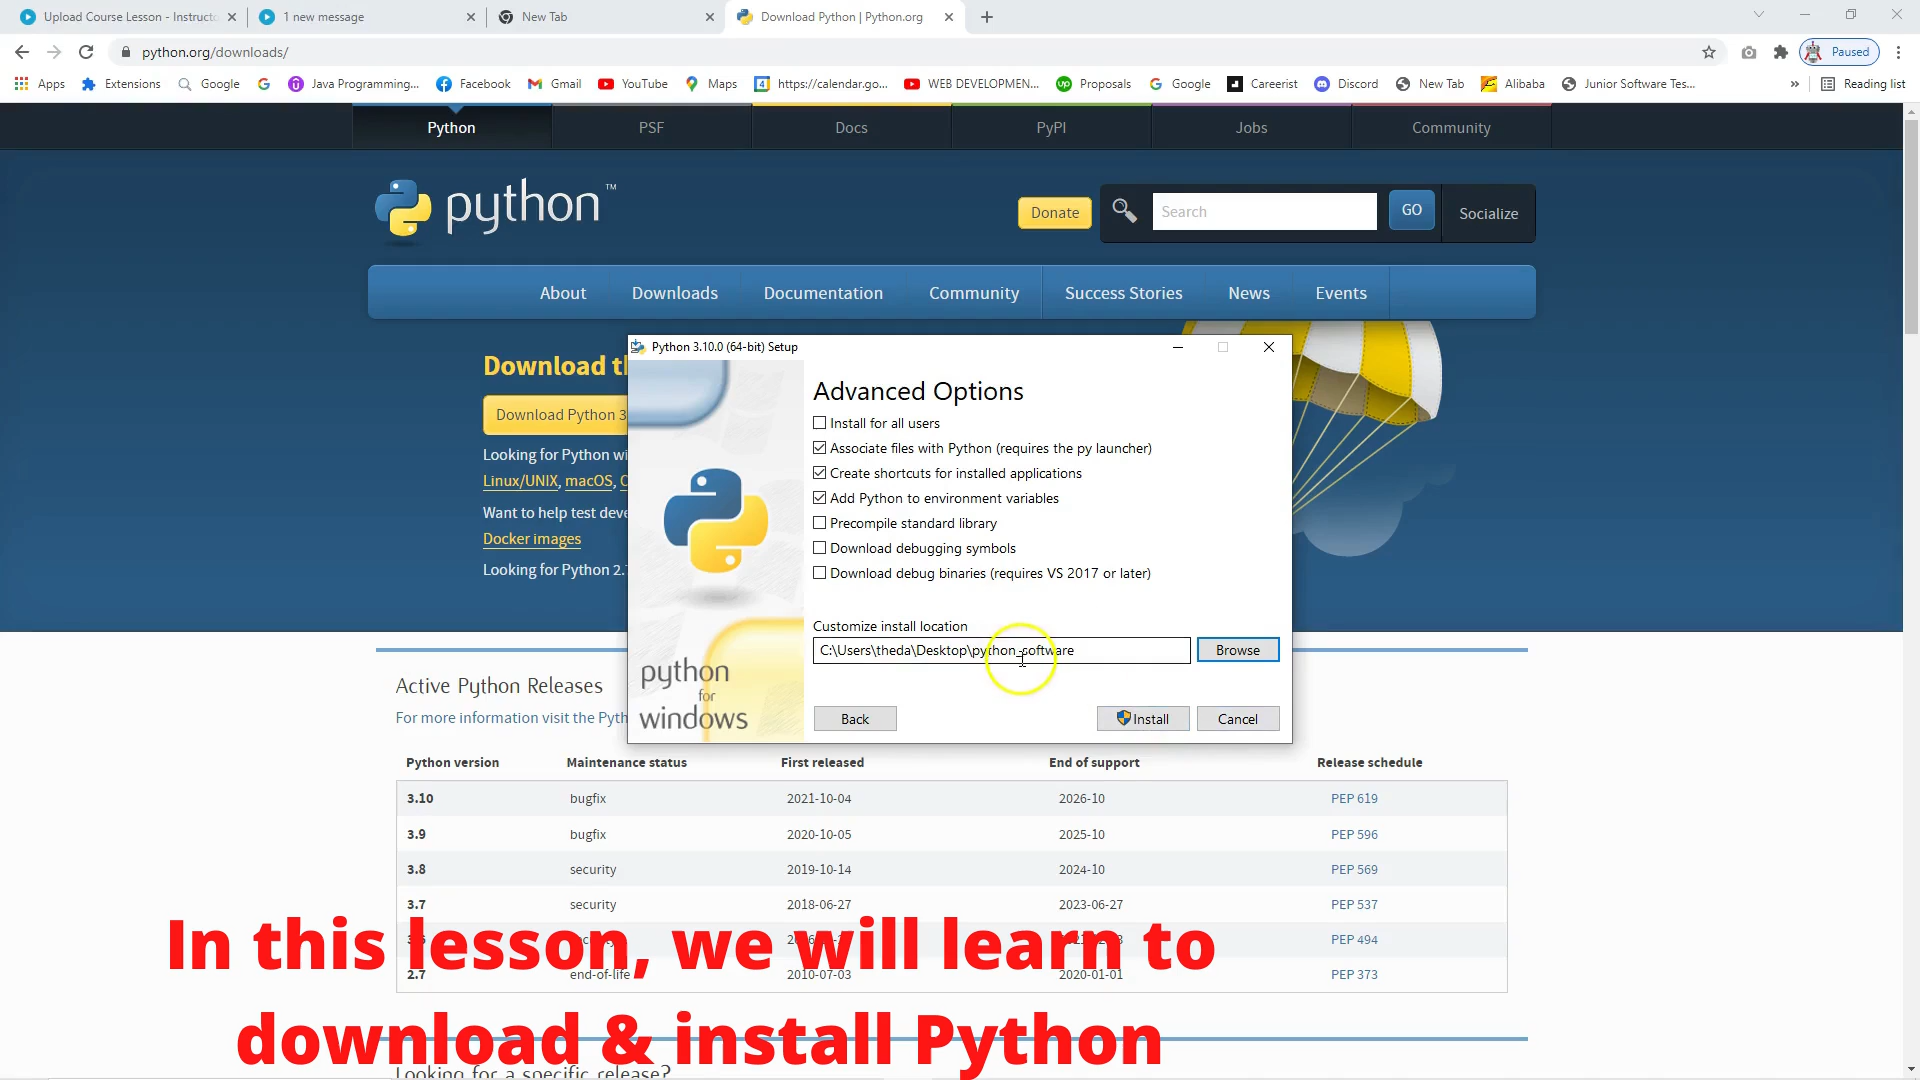 Upload Course Lesson - Instructo
1 new message
New Tab
Download Python | Python.org
python.org/downloads/
Paused
Apps
Extensions
Google
Java Programming...
Facebook
Gmail
YouTube
Maps
https://calendar.go...
WEB DEVELOPMEN...
Proposals
Google
Careerist
Discord
New Tab
Alibaba
Junior Software Tes...
»
Reading list
Python
PSF
Docs
PyPI
Jobs
Community
python™
Donate
Search
GO
Socialize
About
Downloads
Documentation
Community
Success Stories
News
Events
Download t
Download Python 3
Looking for Python wi
Linux/UNIX, macOS, 
Want to help test deve
Docker images
Looking for Python 2.
Python 3.10.0 (64-bit) Setup
Advanced Options
Install for all users
Associate files with Python (requires the py launcher)
Create shortcuts for installed applications
Add Python to environment variables
Precompile standard library
Download debugging symbols
Download debug binaries (requires VS 2017 or later)
Customize install location
C:\Users\theda\Desktop\python-software
Browse
python
for
windows
Back
Install
Cancel
Active Python Releases
For more information visit the Pyth
Python version Maintenance status First released End of support Release schedule
3.10 bugfix 2021-10-04 2026-10 PEP 619
3.9 bugfix 2020-10-05 2025-10 PEP 596
3.8 security 2019-10-14 2024-10 PEP 569
3.7 security 2018-06-27 2023-06-27 PEP 537
PEP 494
2.7 end-of-life 2010-07-03 2020-01-01 PEP 373
In this lesson, we will learn to
download & install Python
Looking for a specific release?